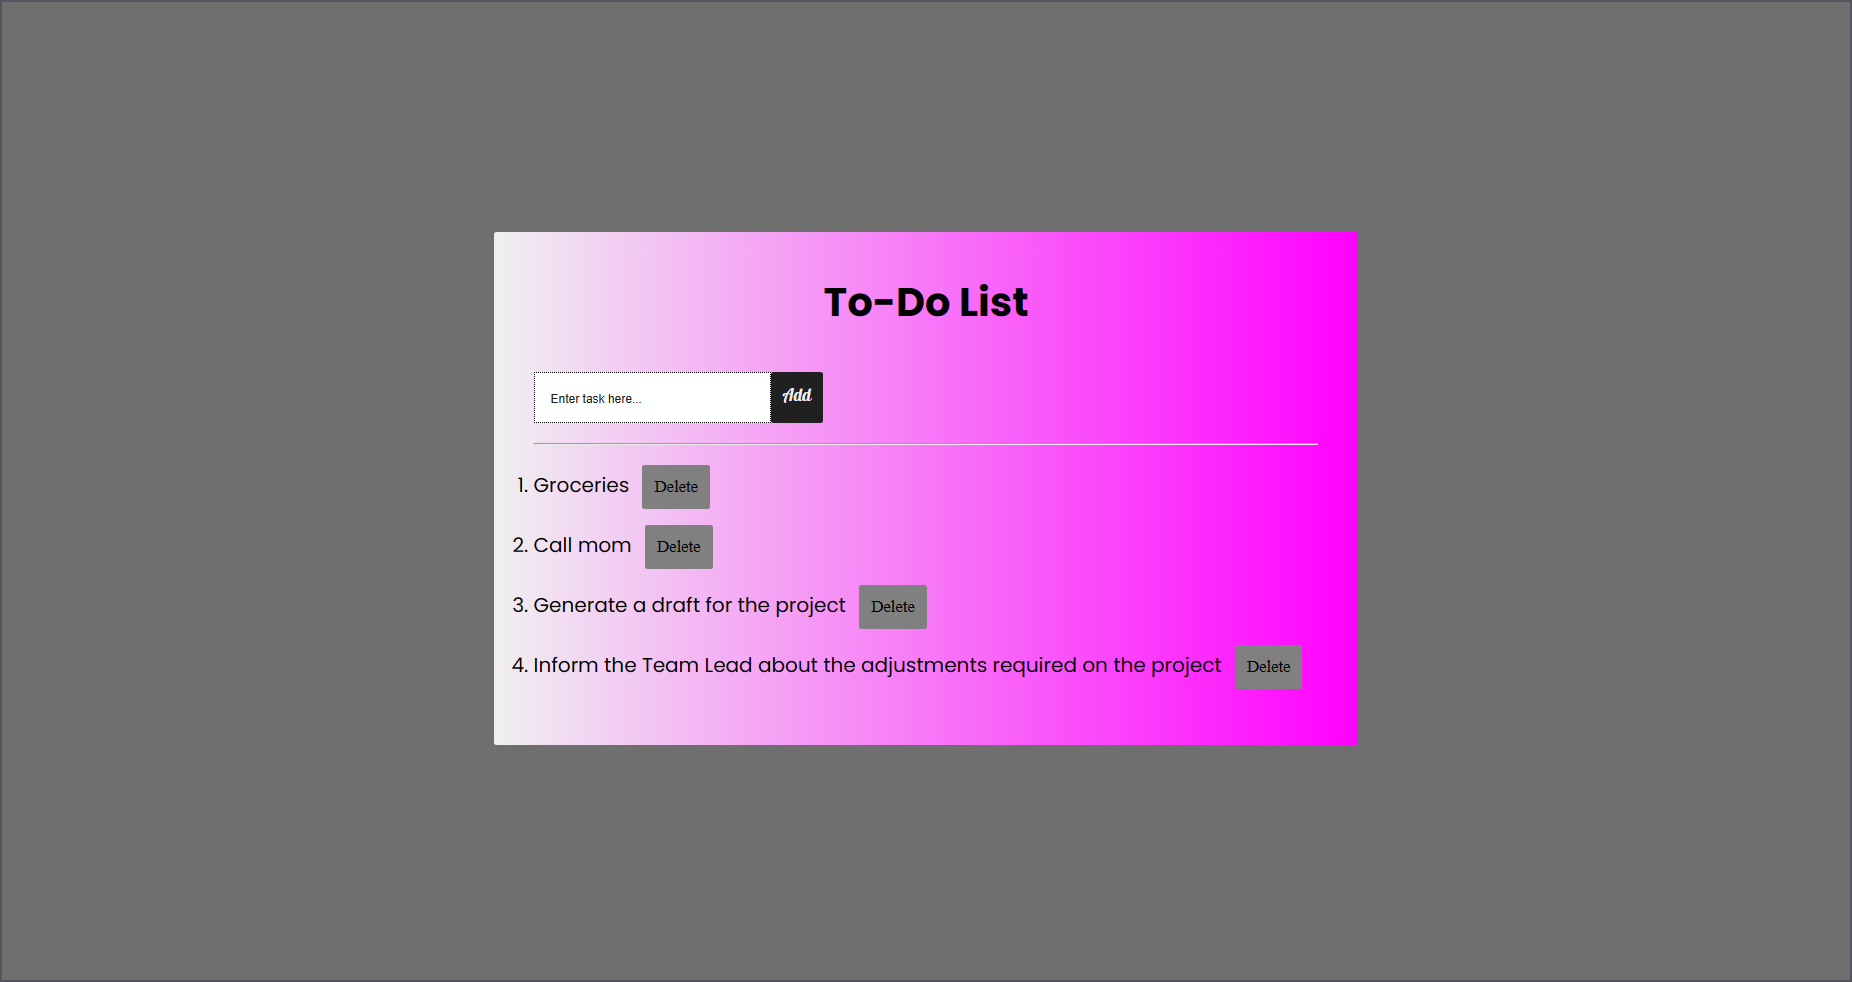 To-Do List
Enter task here...
Add
1. Groceries Delete
2. Call mom Delete
3. Generate a draft for the project Delete
4. Inform the Team Lead about the adjustments required on the project Delete